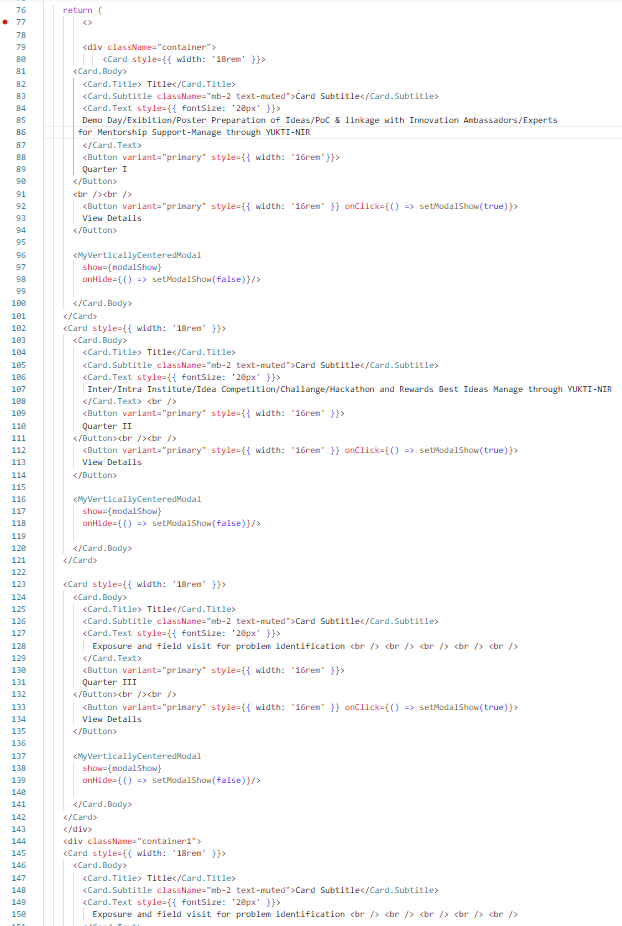 76 return (
77 <>
78
79 <div className="container">
80 <Card style={{ width: '18rem' }}>
81 <Card.Body>
82 <Card.Title> Title</Card.Title>
83 <Card.Subtitle className="mb-2 text-muted">Card Subtitle</Card.Subtitle>
84 <Card.Text style={{ fontSize: '20px' }}>
85 Demo Day/Exibition/Poster Preparation of Ideas/PoC & linkage with Innovation Ambassadors/Experts
86 for Mentorship Support-Manage through YUKTI-NIR
87 </Card.Text>
88 <Button variant="primary" style={{ width: '16rem'}}>
89 Quarter I
90 </Button>
91 <br /><br />
92 <Button variant="primary" style={{ width: '16rem' }} onClick={() => setModalShow(true)}>
93 View Details
94 </Button>
95
96 <MyVerticallyCenteredModal
97 show={modalShow}
98 onHide={() => setModalShow(false)}/>
99
100 </Card.Body>
101 </Card>
102 <Card style={{ width: '18rem' }}>
103 <Card.Body>
104 <Card.Title> Title</Card.Title>
105 <Card.Subtitle className="mb-2 text-muted">Card Subtitle</Card.Subtitle>
106 <Card.Text style={{ fontSize: '20px' }}>
107 Inter/Intra Institute/Idea Competition/Challange/Hackathon and Rewards Best Ideas Manage through YUKTI-NIR
108 </Card.Text> <br />
109 <Button variant="primary" style={{ width: '16rem' }}>
110 Quarter II
111 </Button><br /><br />
112 <Button variant="primary" style={{ width: '16rem' }} onClick={() => setModalShow(true)}>
113 View Details
114 </Button>
115
116 <MyVerticallyCenteredModal
117 show={modalShow}
118 onHide={() => setModalShow(false)}/>
119
120 </Card.Body>
121 </Card>
122
123 <Card style={{ width: '18rem' }}>
124 <Card.Body>
125 <Card.Title> Title</Card.Title>
126 <Card.Subtitle className="mb-2 text-muted">Card Subtitle</Card.Subtitle>
127 <Card.Text style={{ fontSize: '20px' }}>
128 Exposure and field visit for problem identification <br /> <br /> <br /> <br /> <br />
129 </Card.Text>
130 <Button variant="primary" style={{ width: '16rem' }}>
131 Quarter III
132 </Button><br /><br />
133 <Button variant="primary" style={{ width: '16rem' }} onClick={() => setModalShow(true)}>
134 View Details
135 </Button>
136
137 <MyVerticallyCenteredModal
138 show={modalShow}
139 onHide={() => setModalShow(false)}/>
140
141 </Card.Body>
142 </Card>
143 </div>
144 <div className="container1">
145 <Card style={{ width: '18rem' }}>
146 <Card.Body>
147 <Card.Title> Title</Card.Title>
148 <Card.Subtitle className="mb-2 text-muted">Card Subtitle</Card.Subtitle>
149 <Card.Text style={{ fontSize: '20px' }}>
150 Exposure and field visit for problem identification <br /> <br /> <br /> <br /> <br />